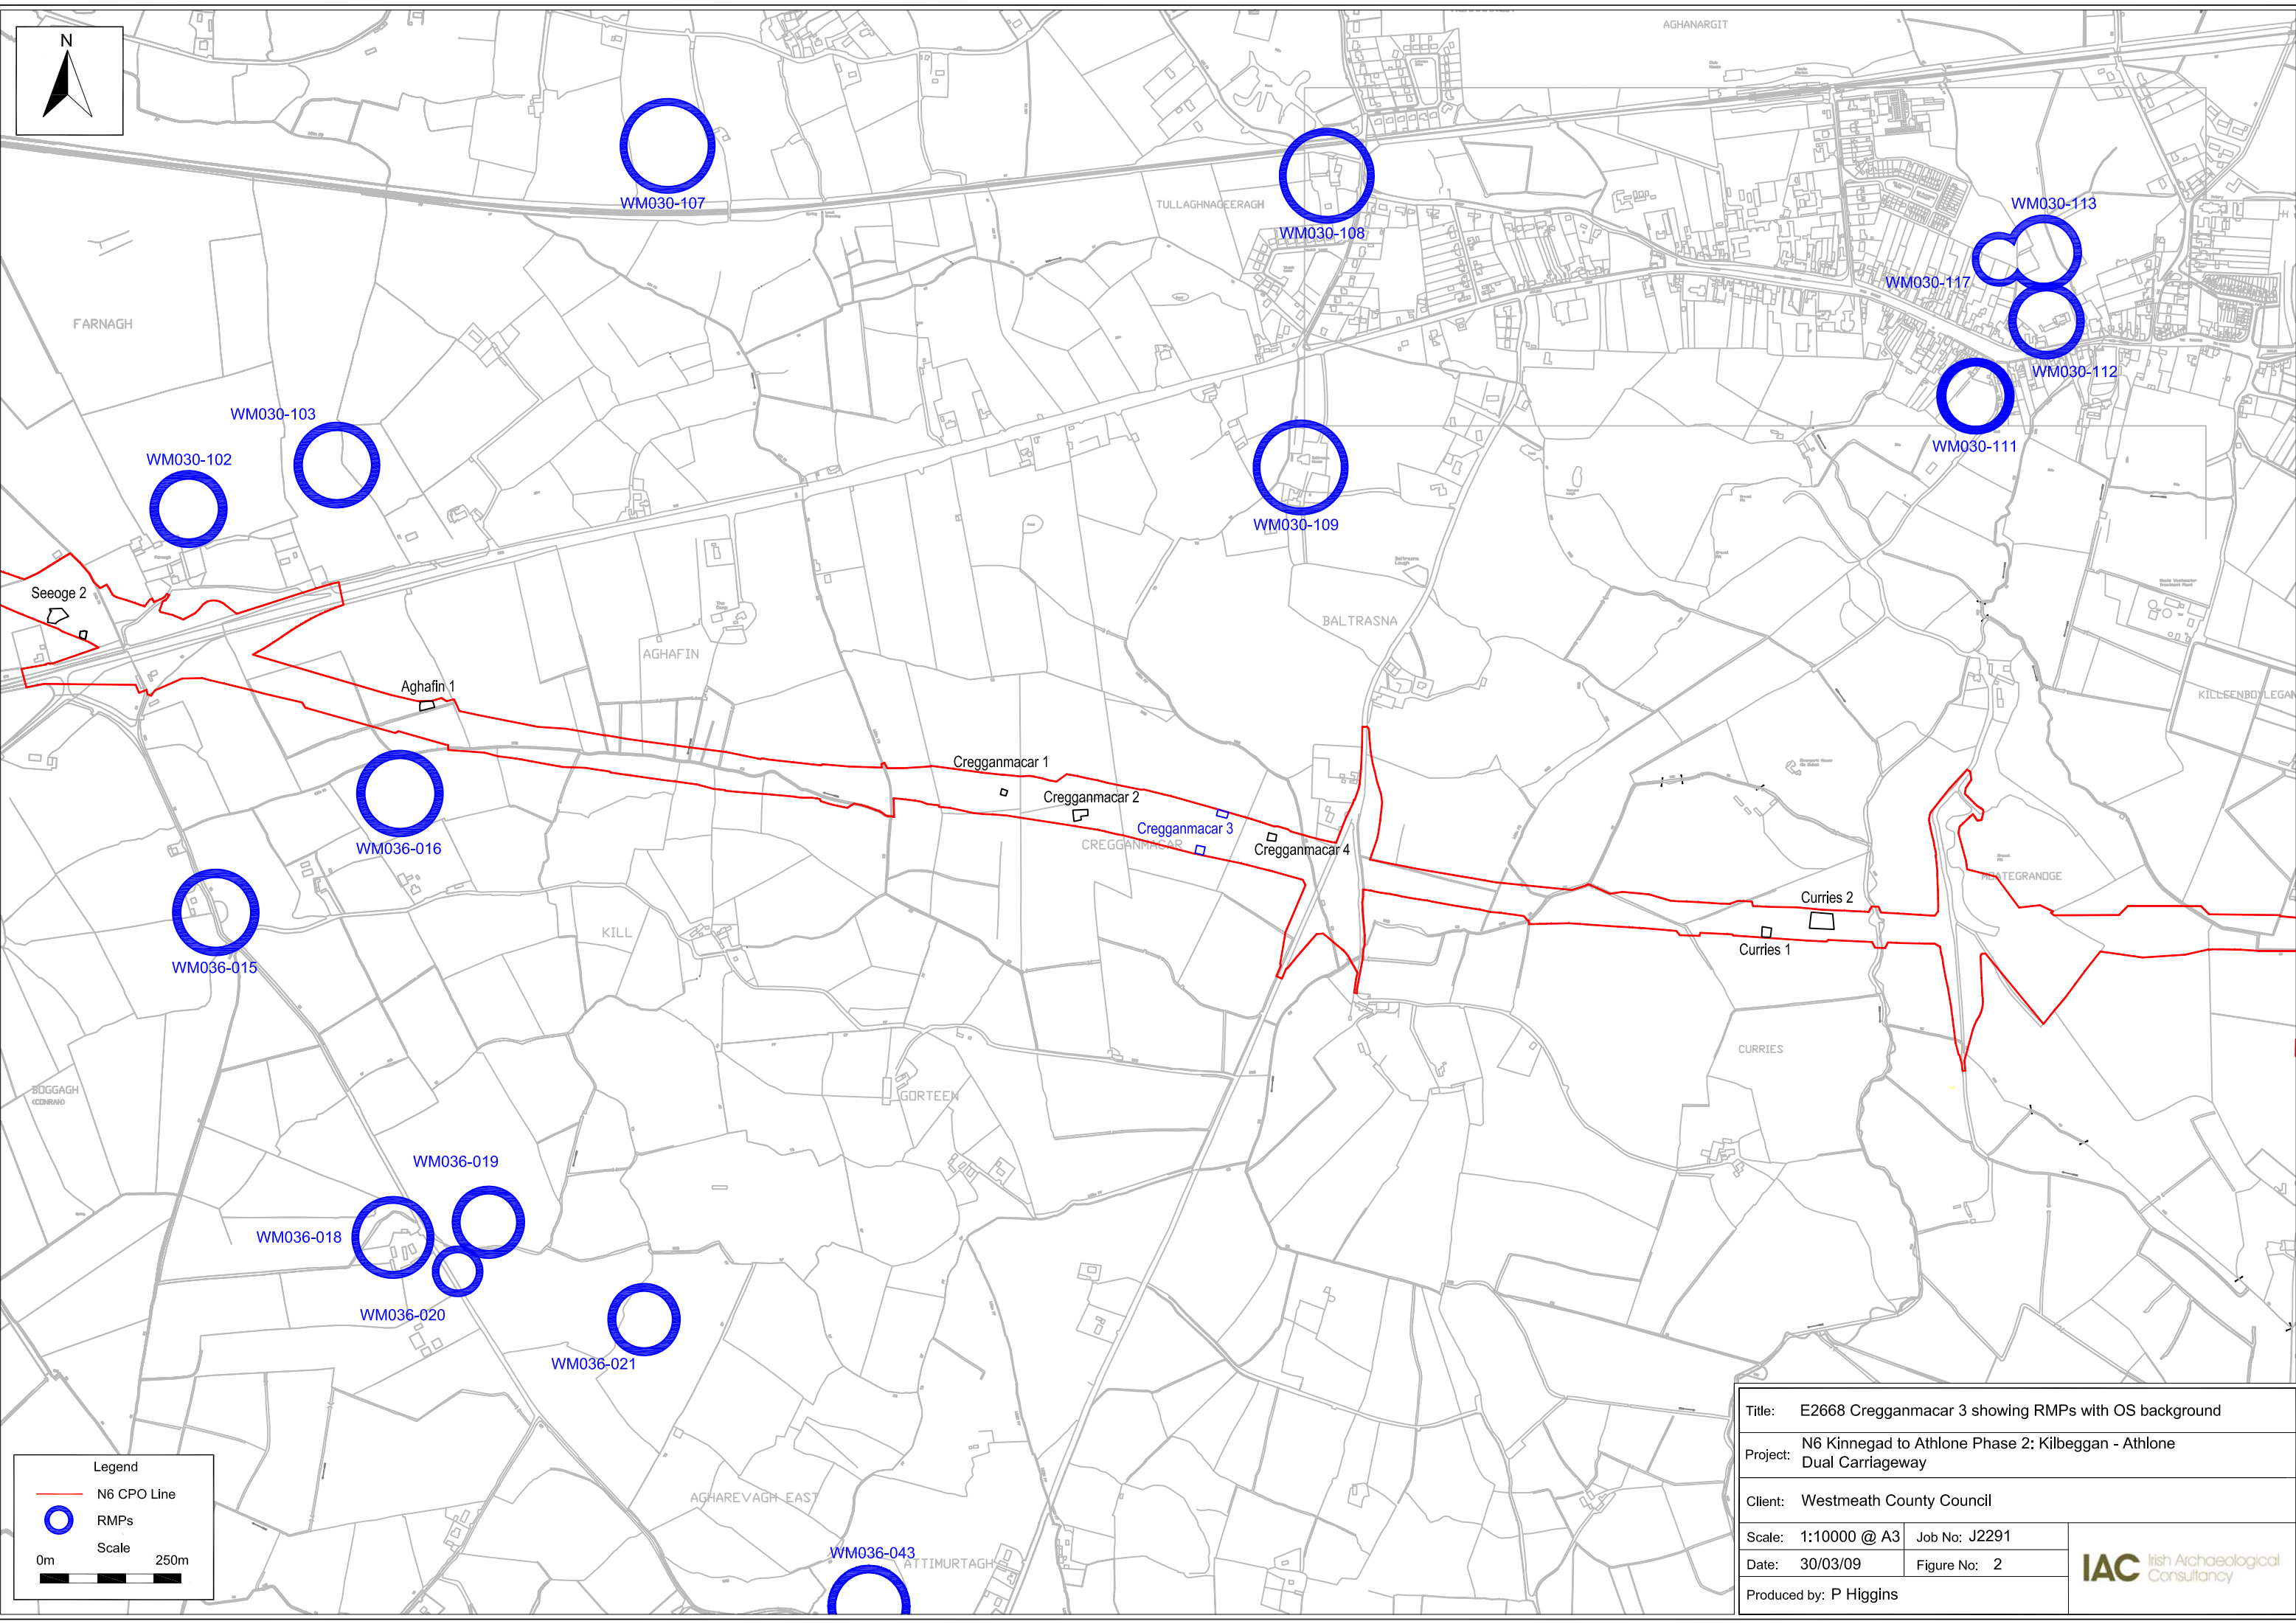 N
AGHANARGIT
WM030-107
TULLAGHNAGEERAGH
WM030-108
WM030-113
WM030-117
WM030-112
WM030-111
FARNAGH
WM030-103
WM030-102
WM030-109
Seeoge 2
BALTRASNA
AGHAFIN
Aghafin 1
KILLEENBOYLEGAN
Cregganmacar 1
Cregganmacar 2
Cregganmacar 3
CREGGANMACAR
Cregganmacar 4
WM036-016
MOATEGRANOGE
Curries 2
Curries 1
KILL
WM036-015
CURRIES
BOGGAGH
GORTEEN
WM036-019
WM036-018
WM036-020
WM036-021
AGHAREVAGH EAST
WM036-043
ATTIMURTAGH
Legend
N6 CPO Line
RMPs
Scale
0m 250m
Title: E2668 Cregganmacar 3 showing RMPs with OS background
Project: N6 Kinnegad to Athlone Phase 2: Kilbeggan - Athlone
Dual Carriageway
Client: Westmeath County Council
Scale: 1:10000 @ A3 Job No: J2291
Date: 30/03/09 Figure No: 2
Produced by: P Higgins
IAC Irish Archaeological
Consultancy